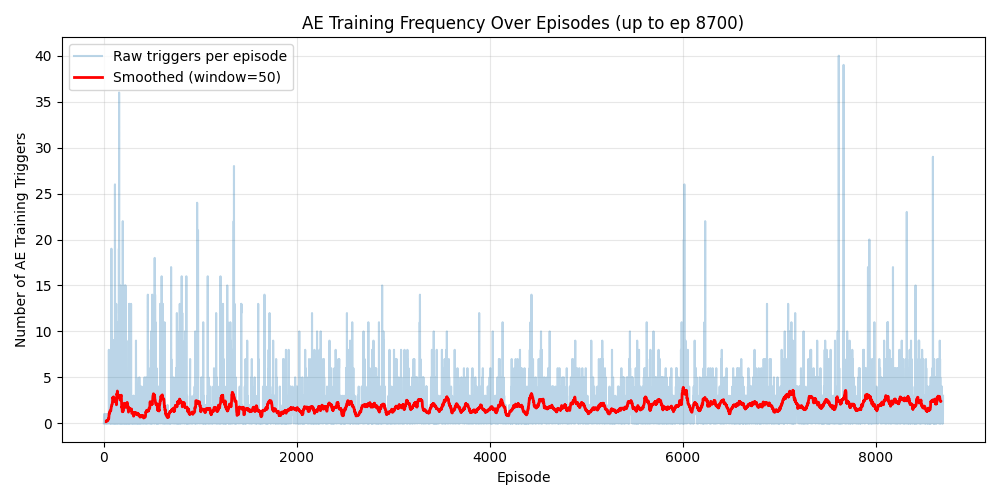 AE Training Frequency Over Episodes (up to ep 8700)
Raw triggers per episode
Smoothed (window=50)
Number of AE Training Triggers
40
35
30
25
20
15
10
5
0
0 2000 4000 6000 8000
Episode